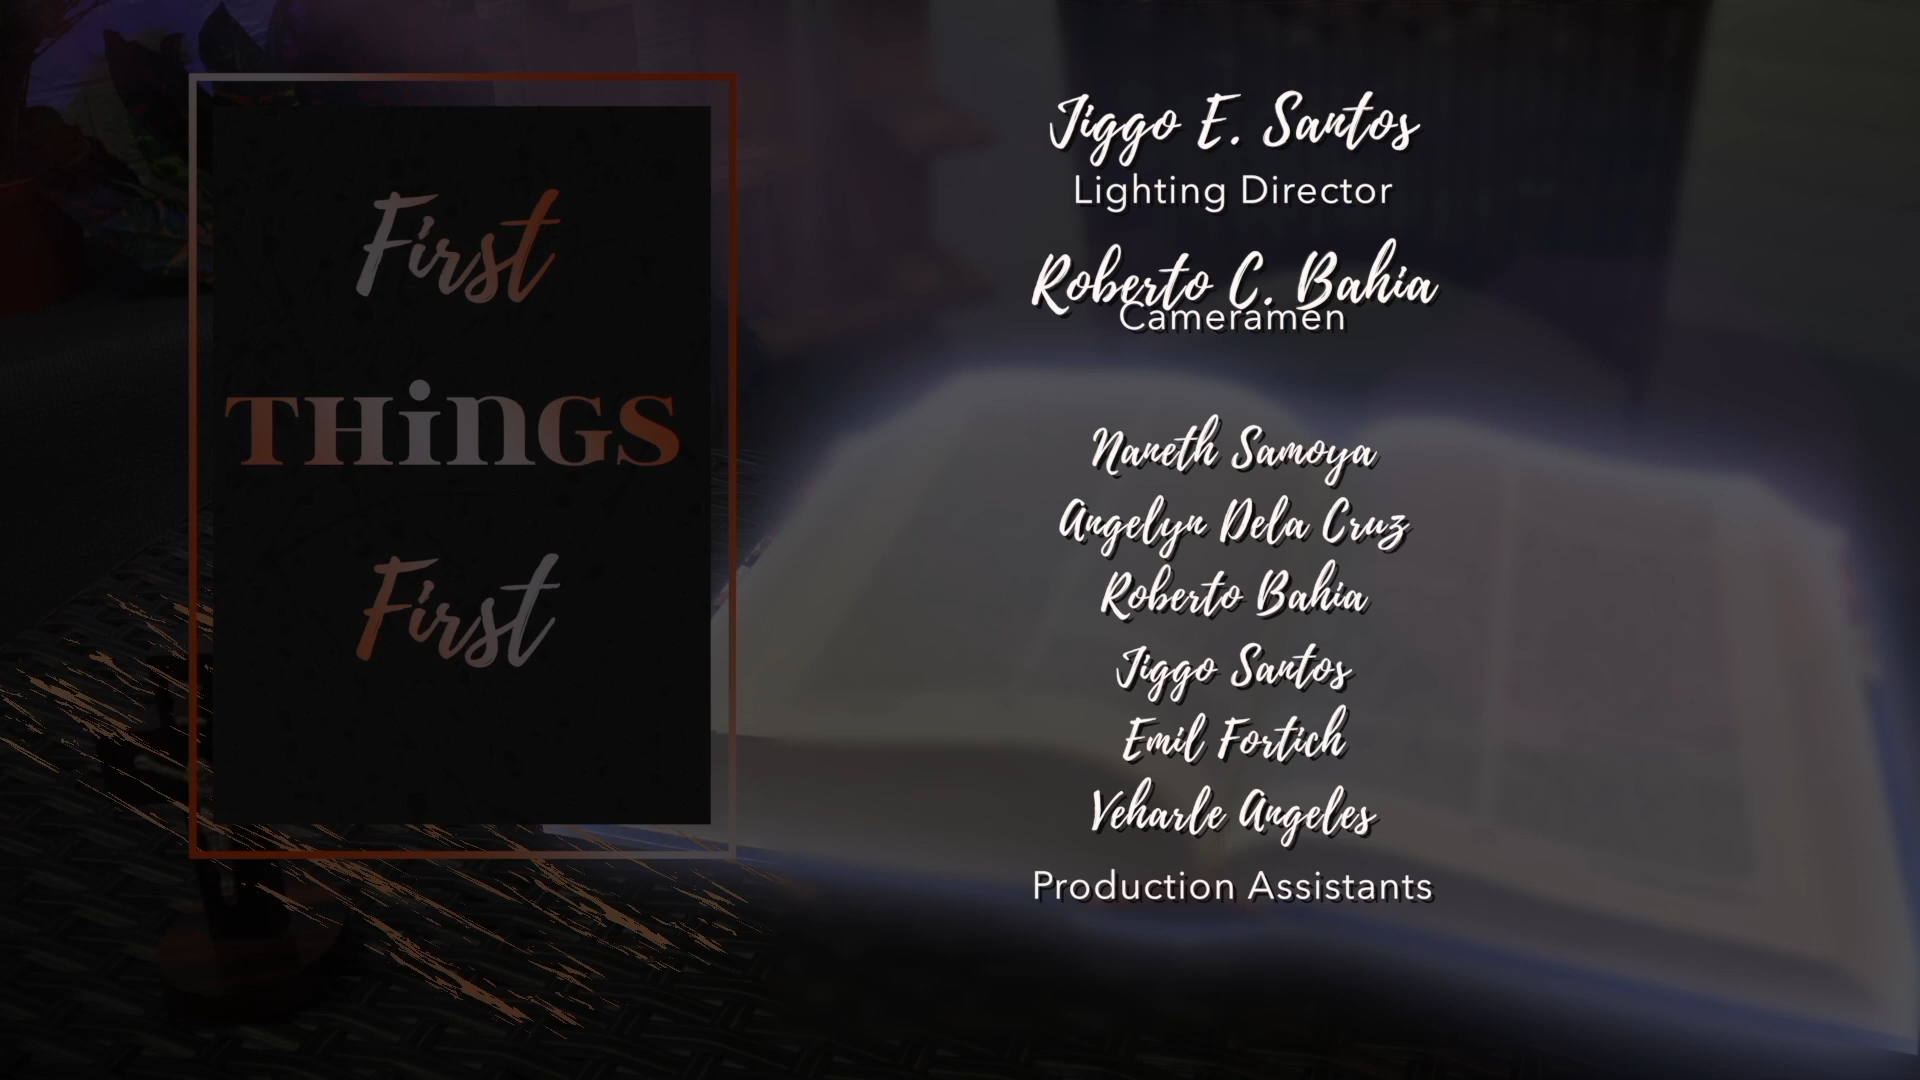 First
THiNGS
First
Jiggo E. Santos
Lighting Director
Roberto C. Bahia
Cameramen
Naneth Samoya
Angelyn Dela Cruz
Roberto Bahia
Jiggo Santos
Emil Fortich
Veharle Angeles
Production Assistants